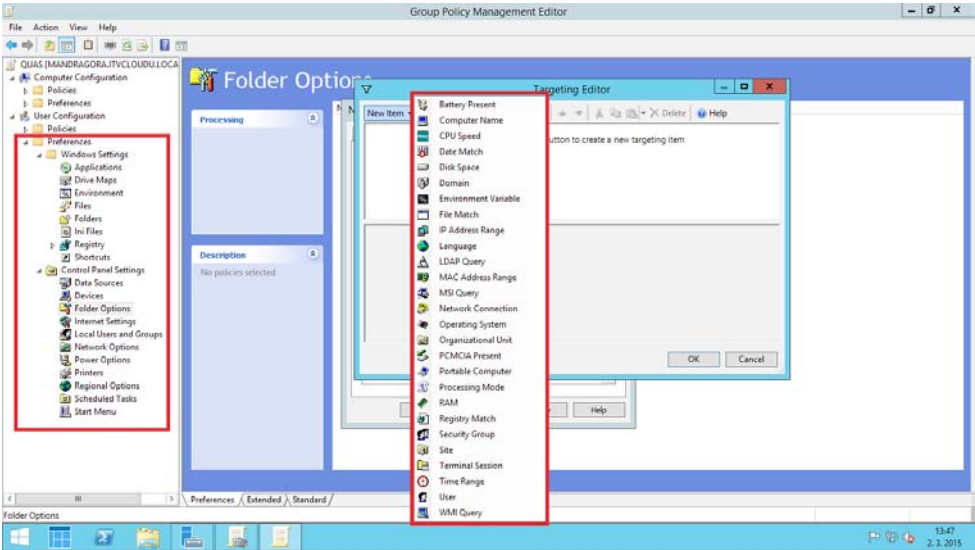 Group Policy Management Editor
File Action View Help
QUAS [MANDRAGORA.ITVCLOUDU.LOCA
Computer Configuration
Policies
Preferences
User Configuration
Policies
Preferences
Windows Settings
Applications
Drive Maps
Environment
Files
Folders
Ini Files
Registry
Shortcuts
Control Panel Settings
Data Sources
Devices
Folder Options
Internet Settings
Local Users and Groups
Network Options
Power Options
Printers
Regional Options
Scheduled Tasks
Start Menu
Folder Options
Processing
Description
No policies selected
Targeting Editor
New Item
Delete
Help
utton to create a new targeting item
Battery Present
Computer Name
CPU Speed
Date Match
Disk Space
Domain
Environment Variable
File Match
IP Address Range
Language
LDAP Query
MAC Address Range
MSI Query
Network Connection
Operating System
Organizational Unit
PCMCIA Present
Portable Computer
Processing Mode
RAM
Registry Match
Security Group
Site
Terminal Session
Time Range
User
WMI Query
OK Cancel
Help
Preferences Extended Standard
Folder Options
13:47
2. 3. 2015